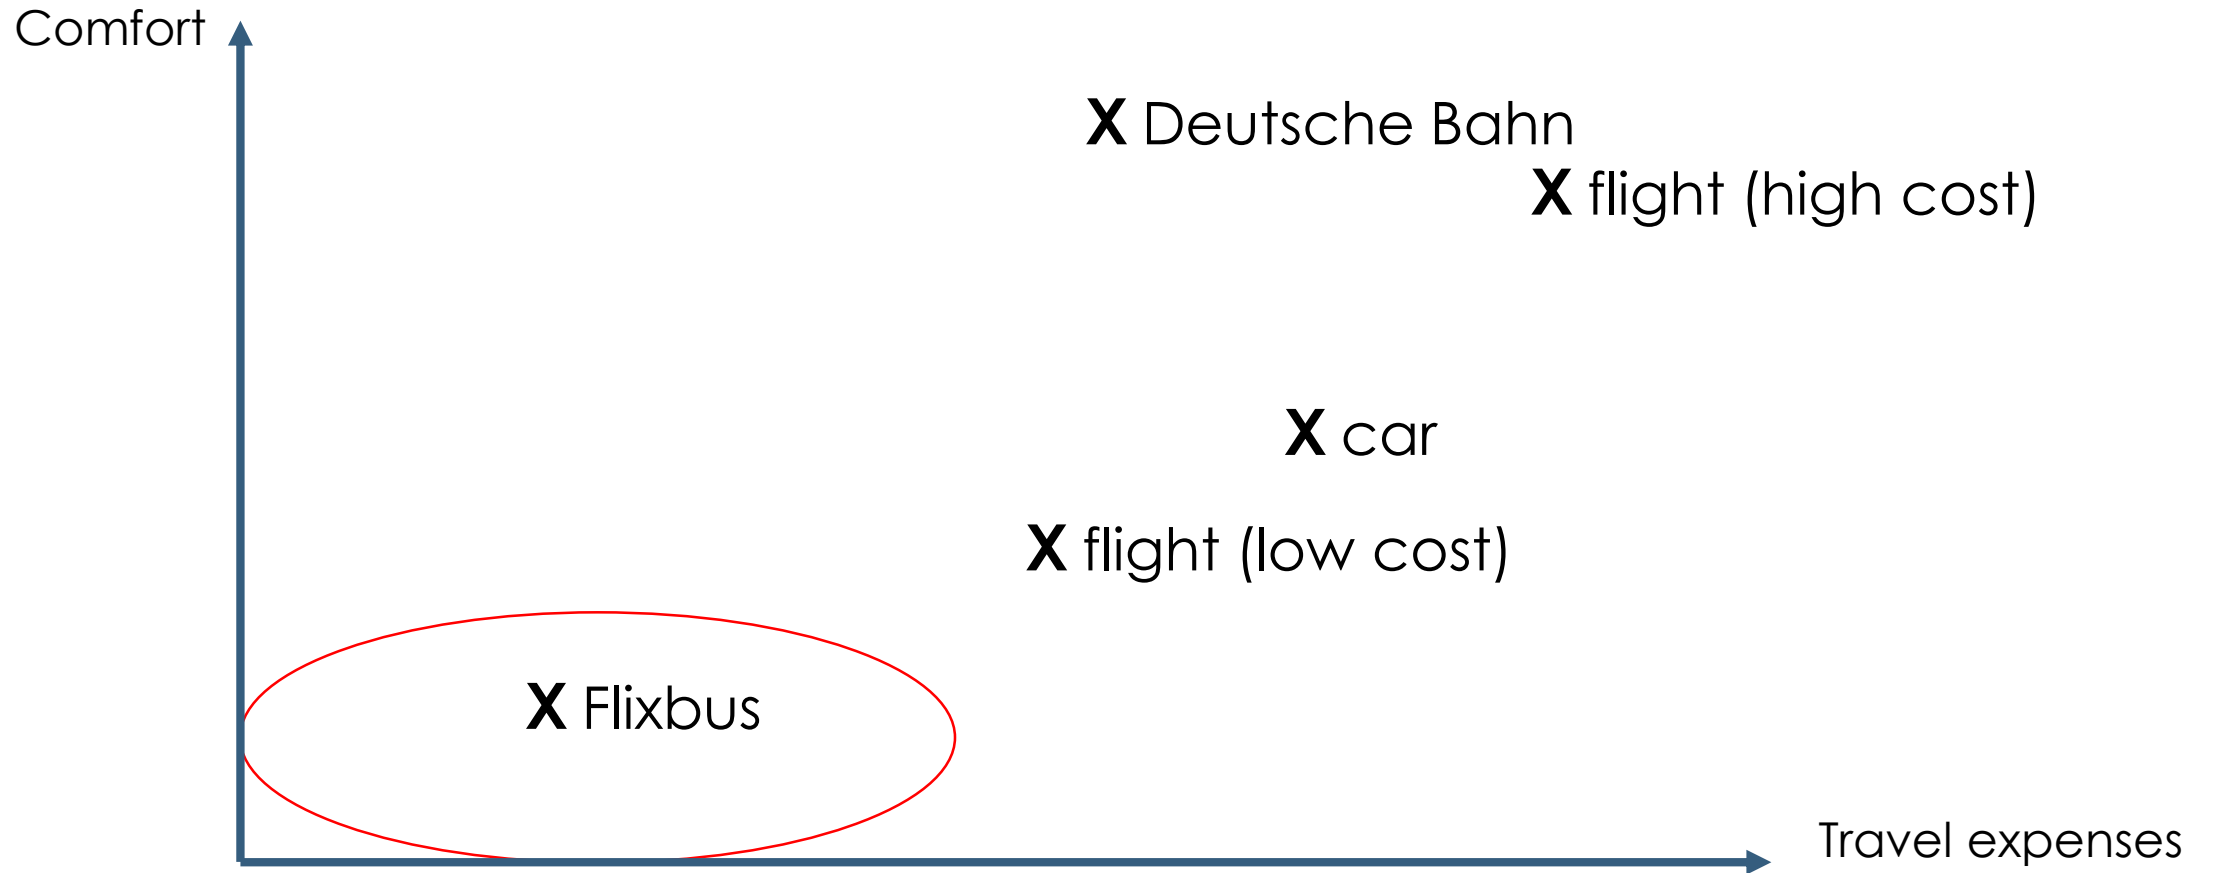 Comfort
X Deutsche Bahn
X flight (high cost)
X car
X flight (low cost)
X Flixbus
Travel expenses